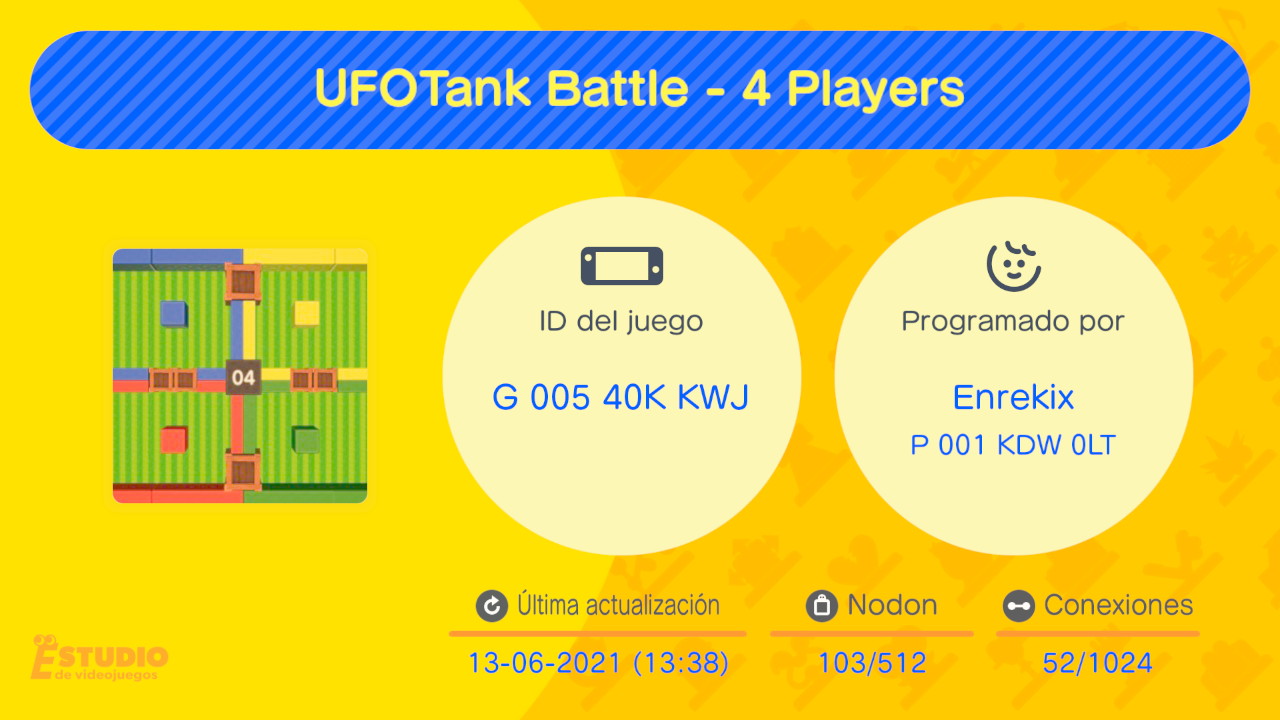 UFOTank Battle - 4 Players
04
ID del juego
G 005 40K KWJ
Programado por
Enrekix
P 001 KDW 0LT
Última actualización
13-06-2021 (13:38)
Nodon
103/512
Conexiones
52/1024
ESTUDIO
de videojuegos